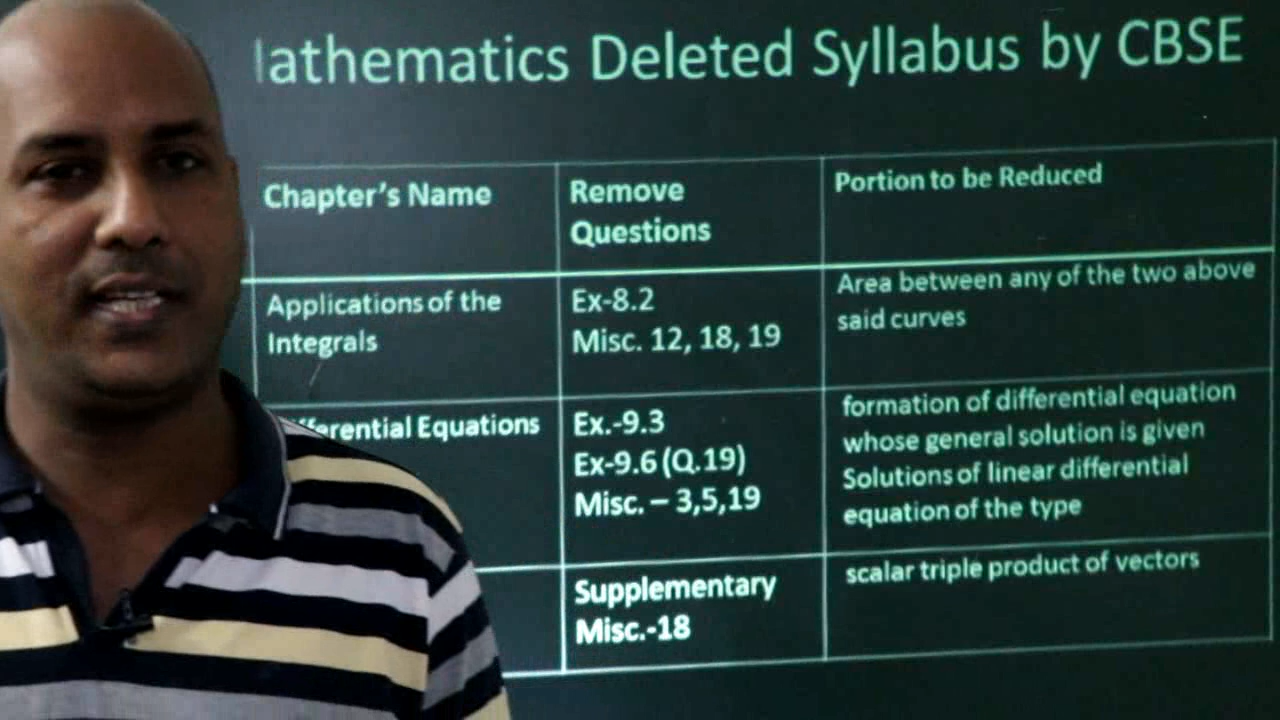 athematics Deleted Syllabus by CBSE
Chapter's Name
Remove
Questions
Portion to be Reduced
Applications of the
Integrals
Ex-8.2
Misc. 12, 18, 19
Area between any of the two above
said curves
Equations
Ex.-9.3
Ex-9.6 (Q.19)
Misc. – 3,5,19
formation of differential equation
whose general solution is given
Solutions of linear differential
equation of the type
Supplementary
Misc.-18
scalar triple product of vectors